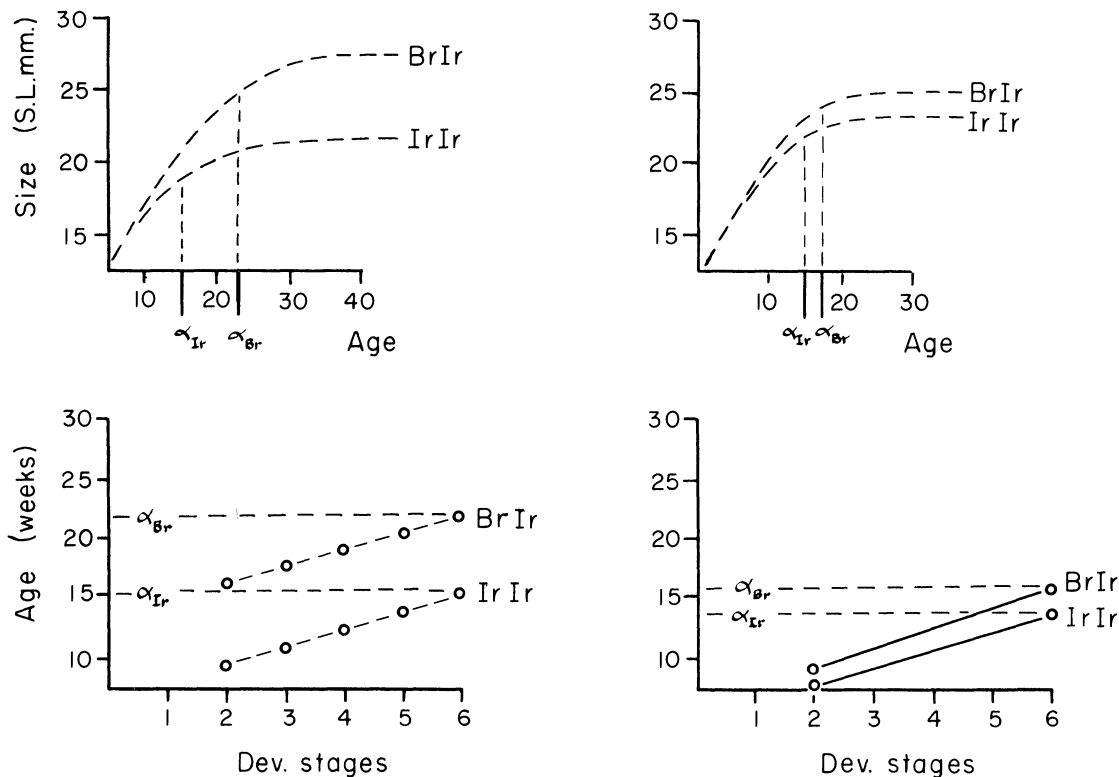 Size (S.L.mm.)
30
25
20
15
BrIr
IrIr
10 20 30 40
αIr αBr
Age
30
25
20
15
BrIr
IrIr
10 20 30
αIr αBr
Age
Age (weeks)
30
25
20
15
10
αBr BrIr
αIr IrIr
1 2 3 4 5 6
Dev. stages
30
25
20
15
10
αBr BrIr
αIr IrIr
1 2 3 4 5 6
Dev. stages